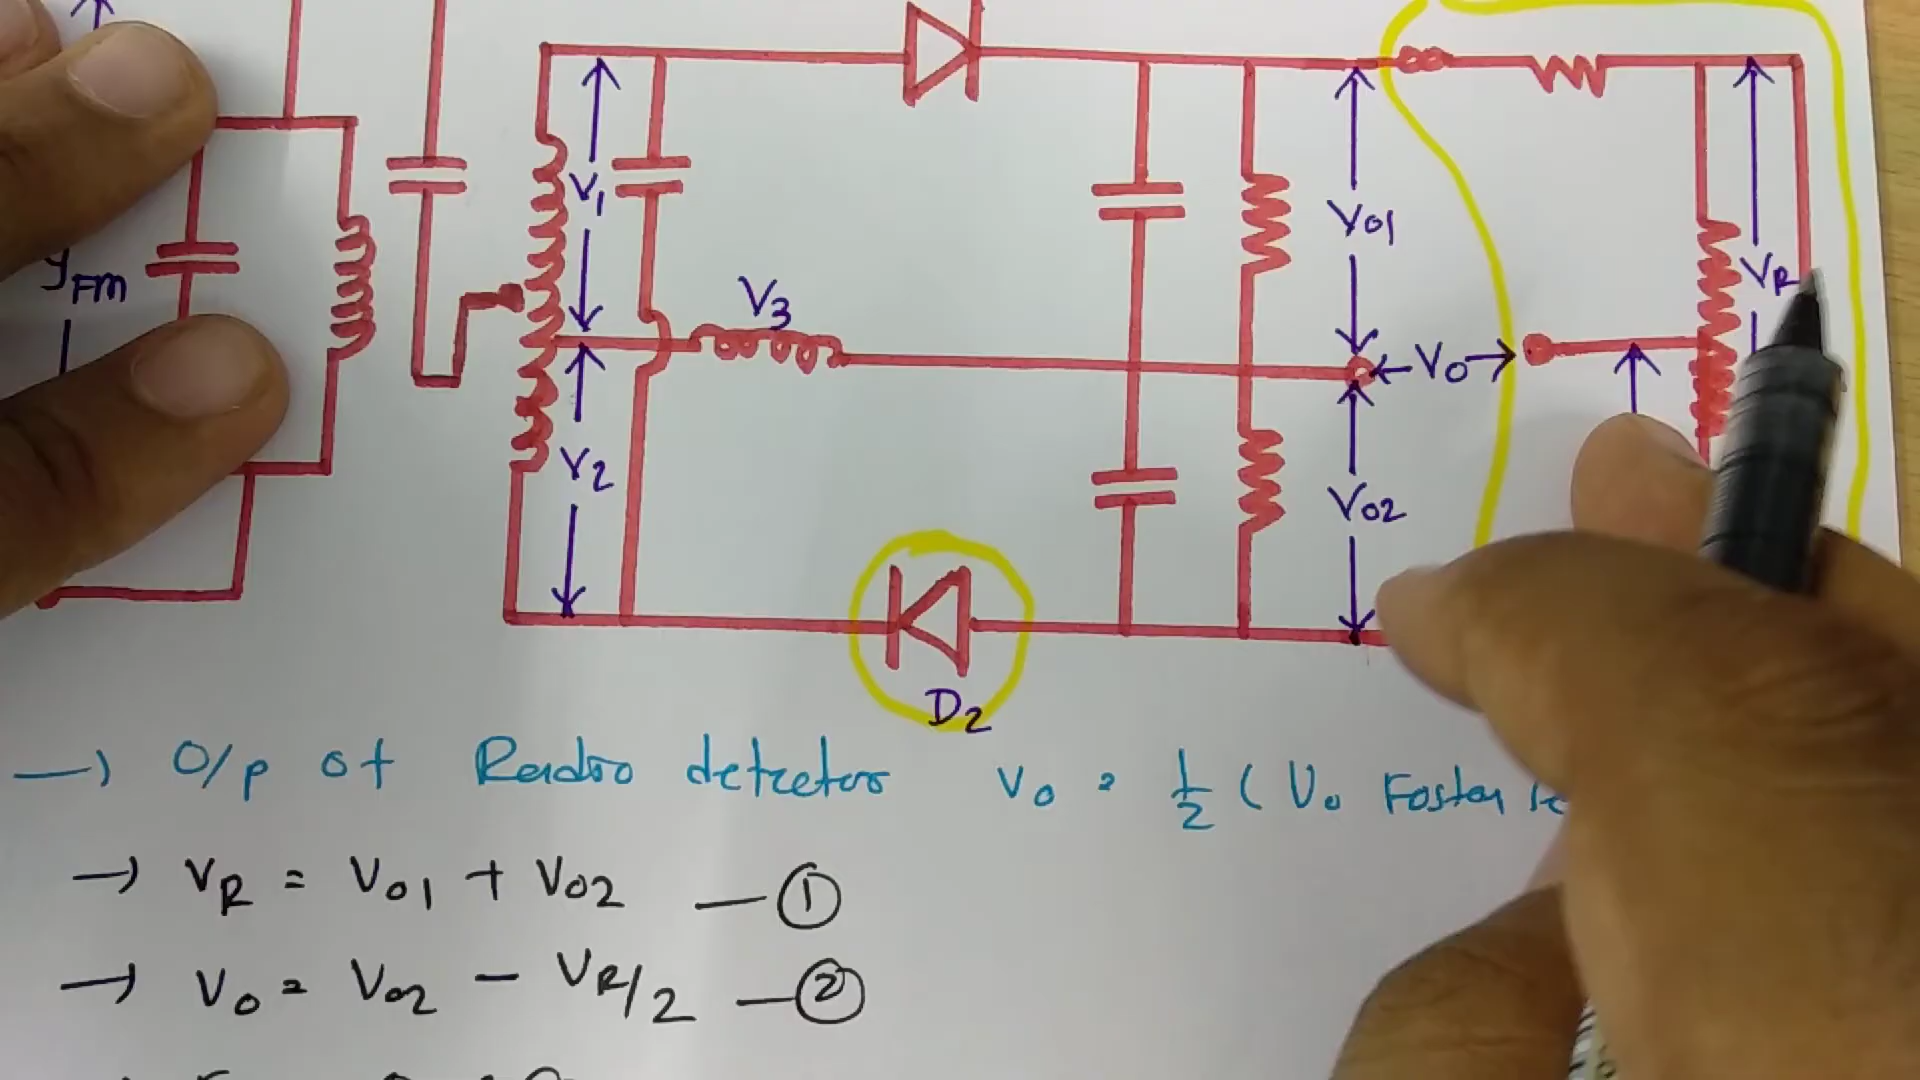 V1
V01
yFM
V3
VR
V0
V2
V02
D2
→ O/p of Radio detector V0 = 1/2 ( V0 Foster
→ VR = V01 + V02 — ①
→ V0 = V02 - VR/2 — ②